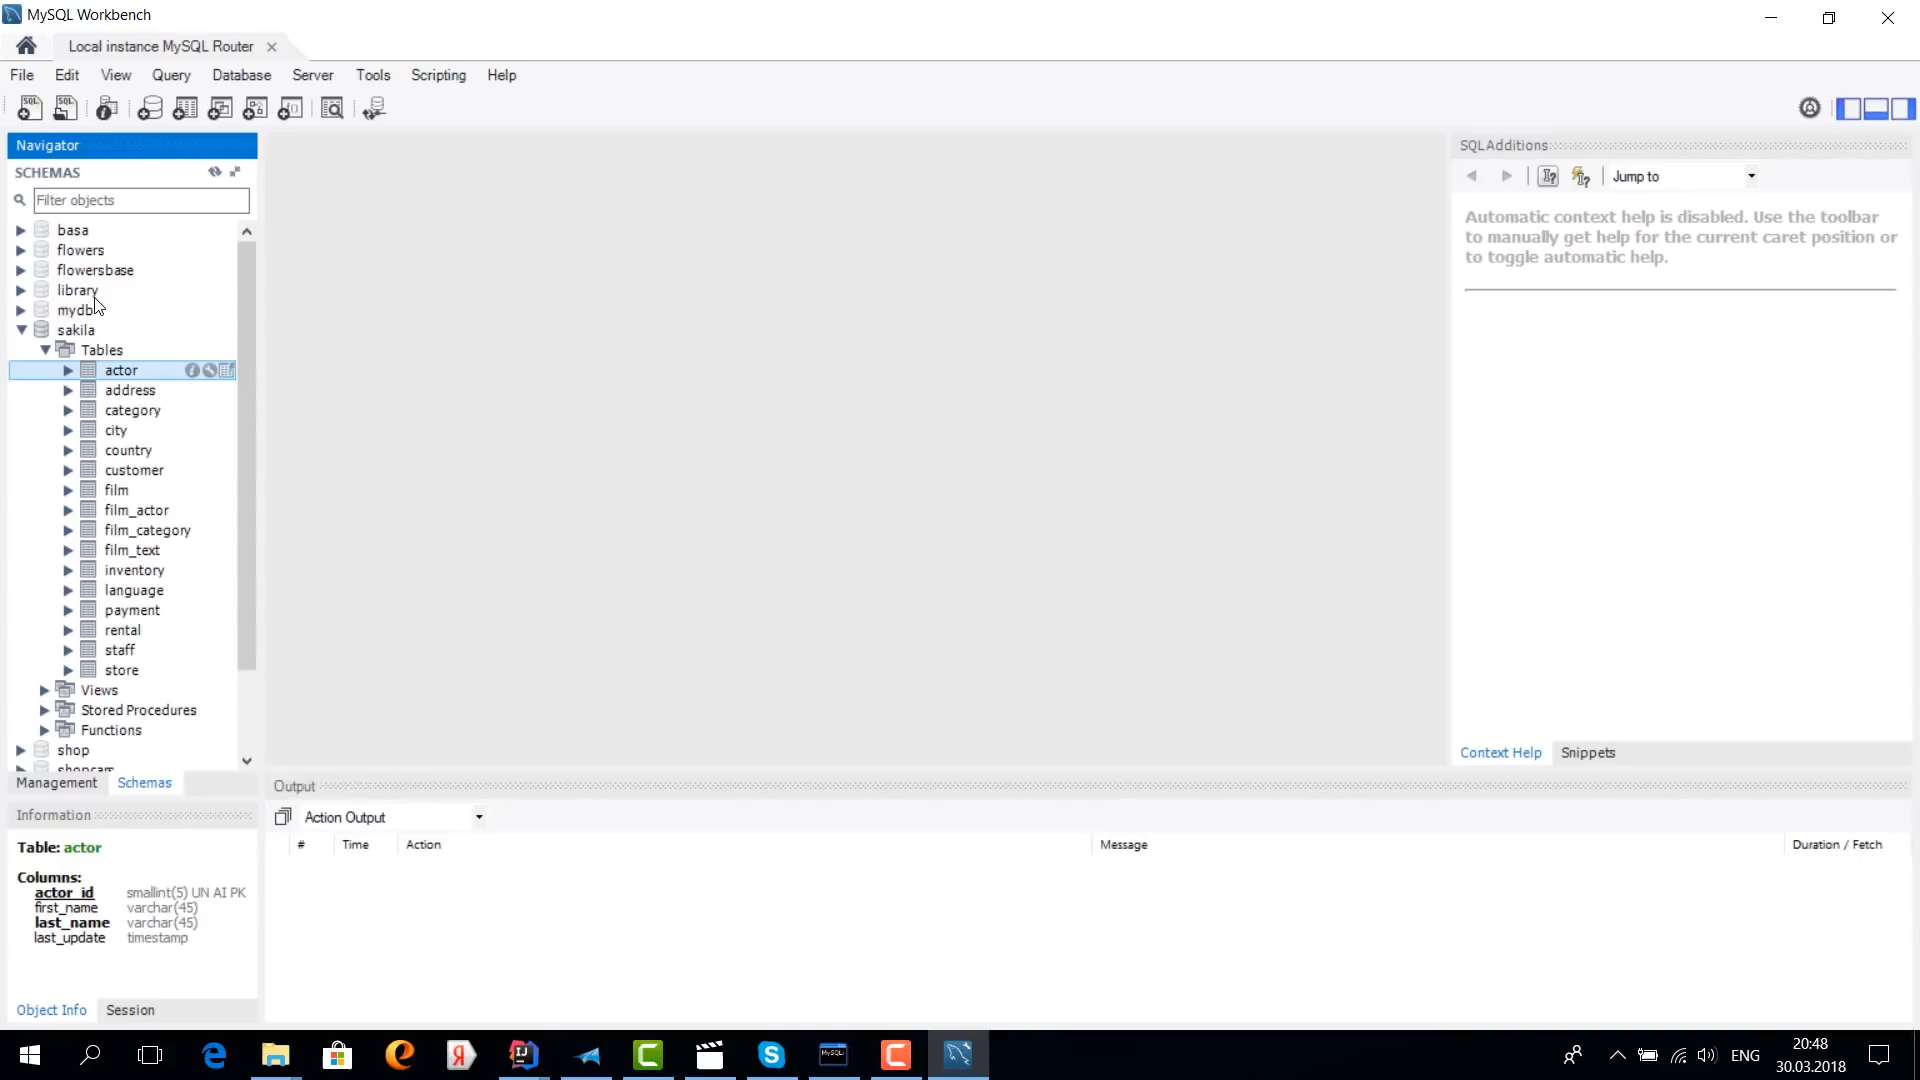 MySQL Workbench
Local instance MySQL Router
File Edit View Query Database Server Tools Scripting Help
Navigator
SCHEMAS
Filter objects
basa
flowers
flowersbase
library
mydb
sakila
Tables
actor
address
category
city
country
customer
film
film_actor
film_category
film_text
inventory
language
payment
rental
staff
store
Views
Stored Procedures
Functions
shop
shopcars
Management Schemas
Information
Table: actor
Columns:
actor_id smallint(5) UN AI PK
first_name varchar(45)
last_name varchar(45)
last_update timestamp
Object Info Session
Output
Action Output
# Time Action Message Duration / Fetch
SQLAdditions
Jump to
Automatic context help is disabled. Use the toolbar
to manually get help for the current caret position or
to toggle automatic help.
Context Help Snippets
ENG
20:48
30.03.2018